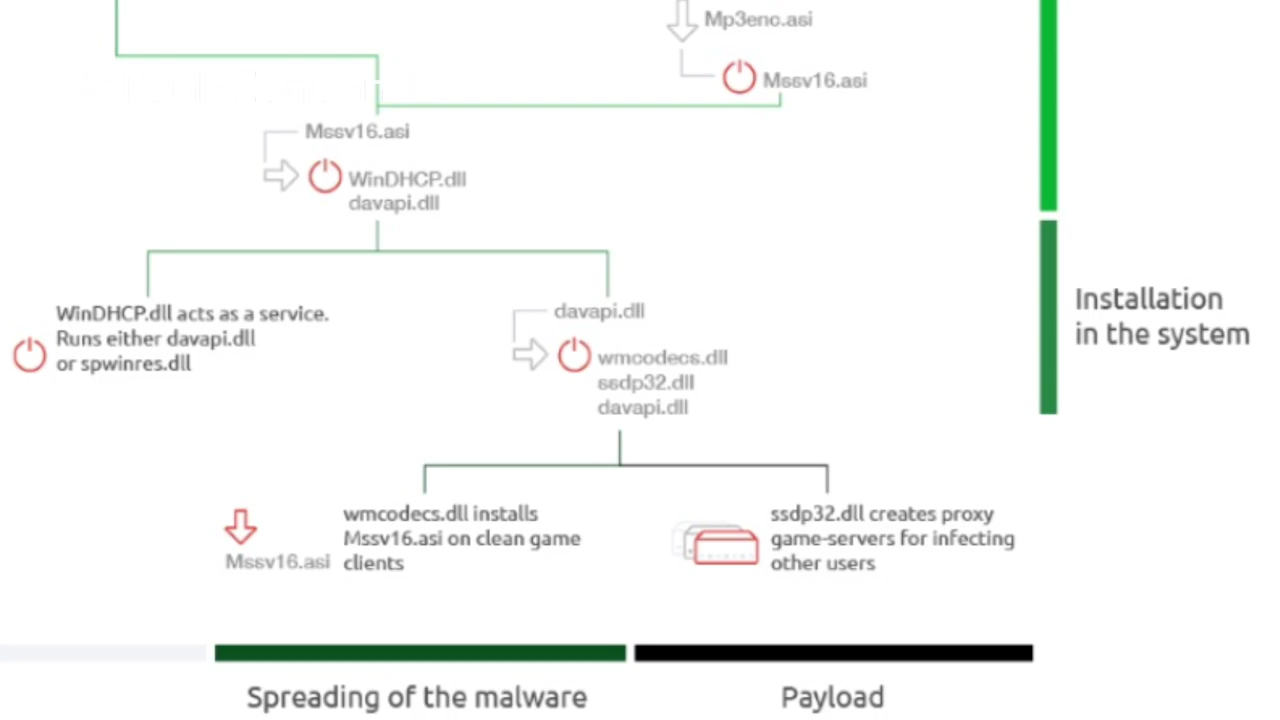 Mp3enc.asi
Mssv16.asi
Mssv16.asi
WinDHCP.dll
davapi.dll
WinDHCP.dll acts as a service.
Runs either davapi.dll
or spwinres.dll
davapi.dll
wmcodecs.dll
ssdp32.dll
davapi.dll
Installation
in the system
Mssv16.asi
wmcodecs.dll installs
Mssv16.asi on clean game
clients
ssdp32.dll creates proxy
game-servers for infecting
other users
Spreading of the malware
Payload